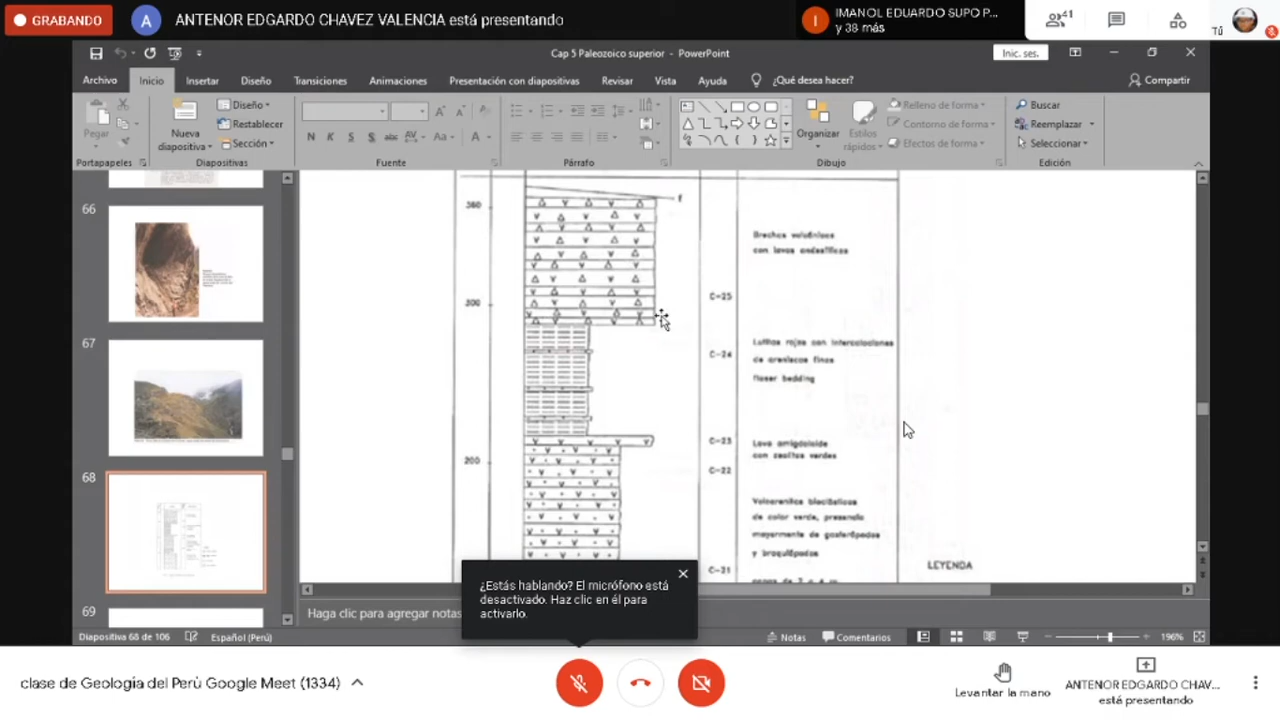 GRABANDO
A
ANTENOR EDGARDO CHAVEZ VALENCIA está presentando
I
IMANOL EDUARDO SUPO P...
y 38 más
41
Tú
Cap 5 Paleozoico superior - PowerPoint
Inic. ses.
Archivo
Inicio
Insertar
Diseño
Transiciones
Animaciones
Presentación con diapositivas
Revisar
Vista
Ayuda
¿Qué desea hacer?
Compartir
Pegar
Nueva
diapositiva
Diseño
Restablecer
Sección
N K S S abc AV Aa A
Organizar
Estilos
rápidos
Relleno de forma
Contorno de forma
Efectos de forma
Buscar
Reemplazar
Seleccionar
Portapapeles
Diapositivas
Fuente
Párrafo
Dibujo
Edición
66
67
68
69
300
200
f
C-25
C-24
C-23
C-22
C-21
Brechas volcánicas
con lavas andesíticas
Lutitas rojas con intercalaciones
de areniscas finas
flaser bedding
Lava amigdaloide
con zeolitas verdes
Volcarenitas bioclásticas
de color verde, presencia
mayormente de gasterópodos
y braquiópodos
LEYENDA
¿Estás hablando? El micrófono está
desactivado. Haz clic en él para
activarlo.
Haga clic para agregar notas
Diapositiva 68 de 106
Español (Perú)
Notas
Comentarios
196%
clase de Geología del Perú Google Meet (1334)
Levantar la mano
ANTENOR EDGARDO CHAV...
está presentando